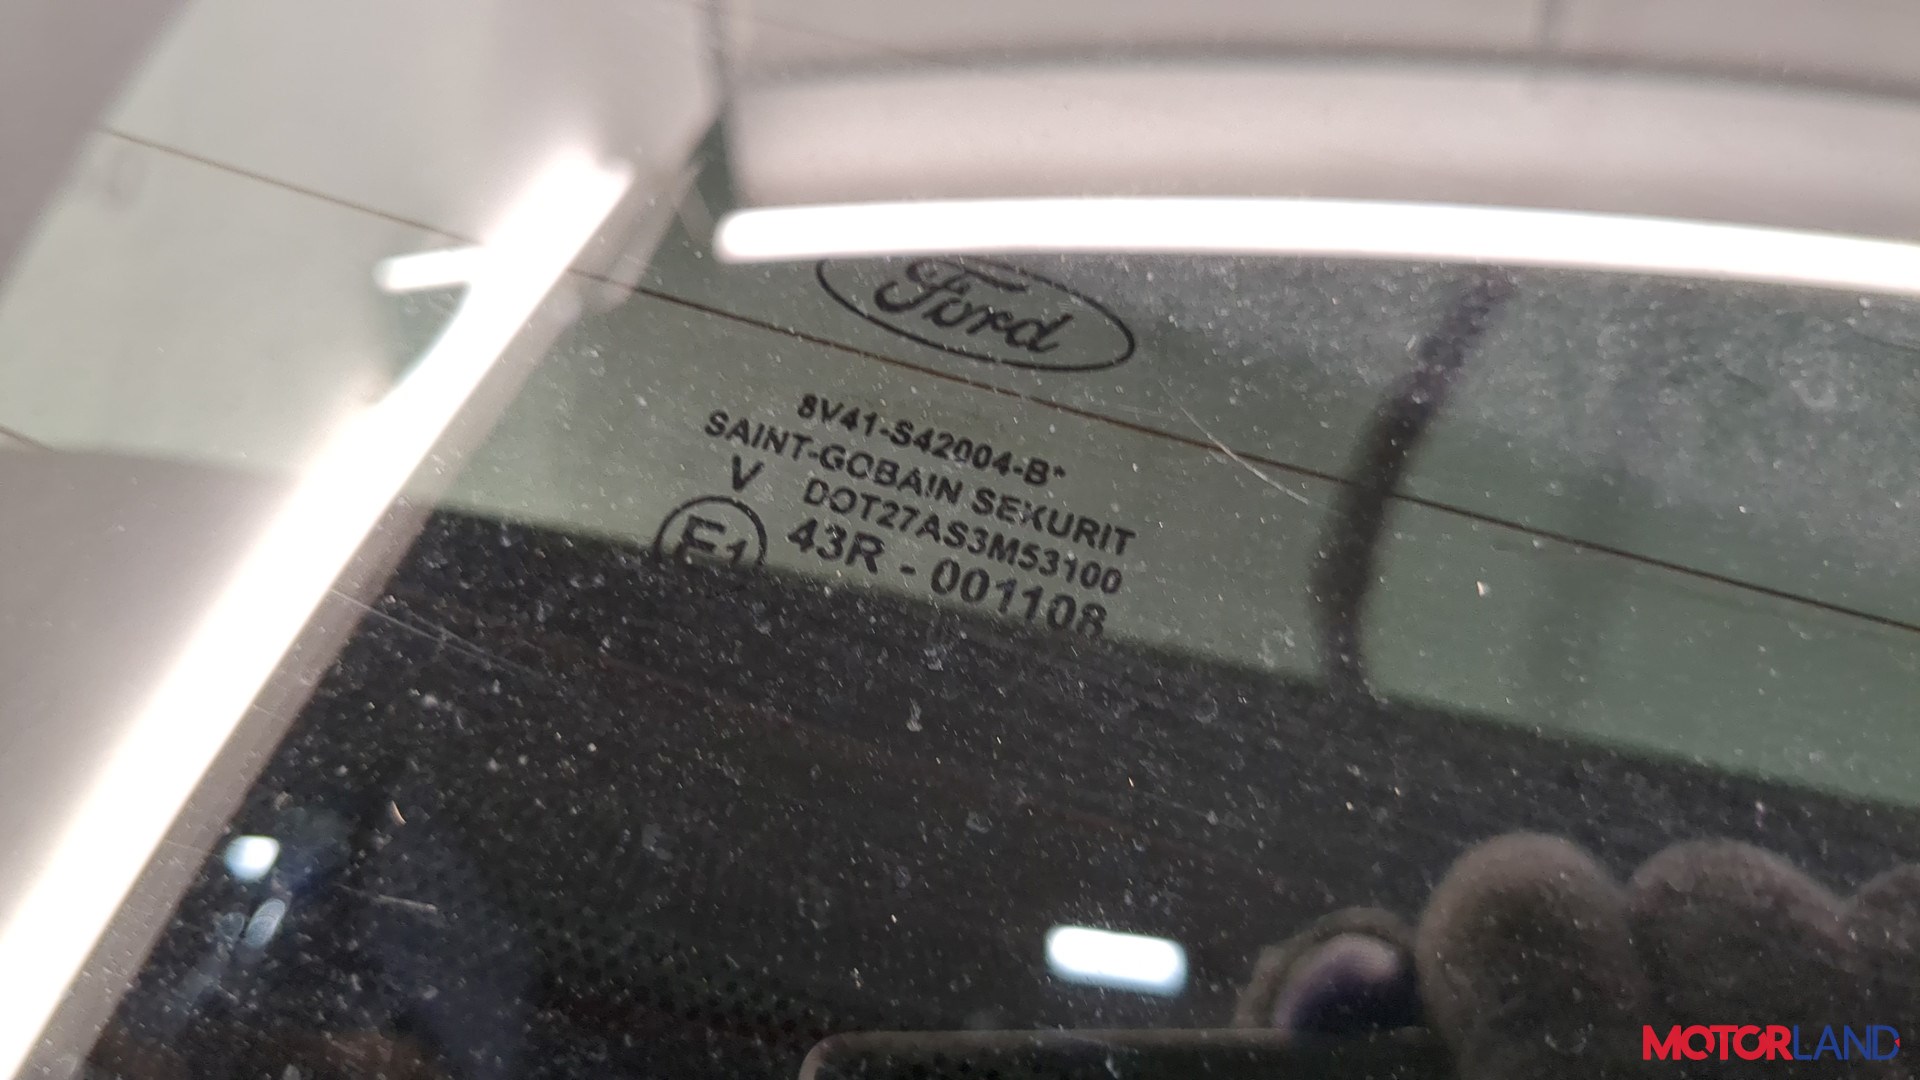 Ford
8V41-S42004-B*
SAINT-GOBAIN SEKURIT
V DOT27AS3M53100
E1 43R - 001108
MOTORLAND